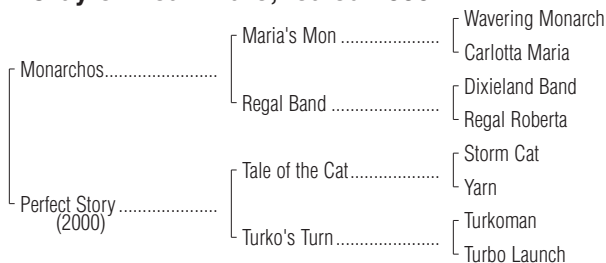 Wavering Monarch
Maria's Mon ....................
Carlotta Maria
Monarchos.......................
Dixieland Band
Regal Band ......................
Regal Roberta
Storm Cat
Tale of the Cat..................
Yarn
Perfect Story ....................
(2000)
Turkoman
Turko's Turn.....................
Turbo Launch